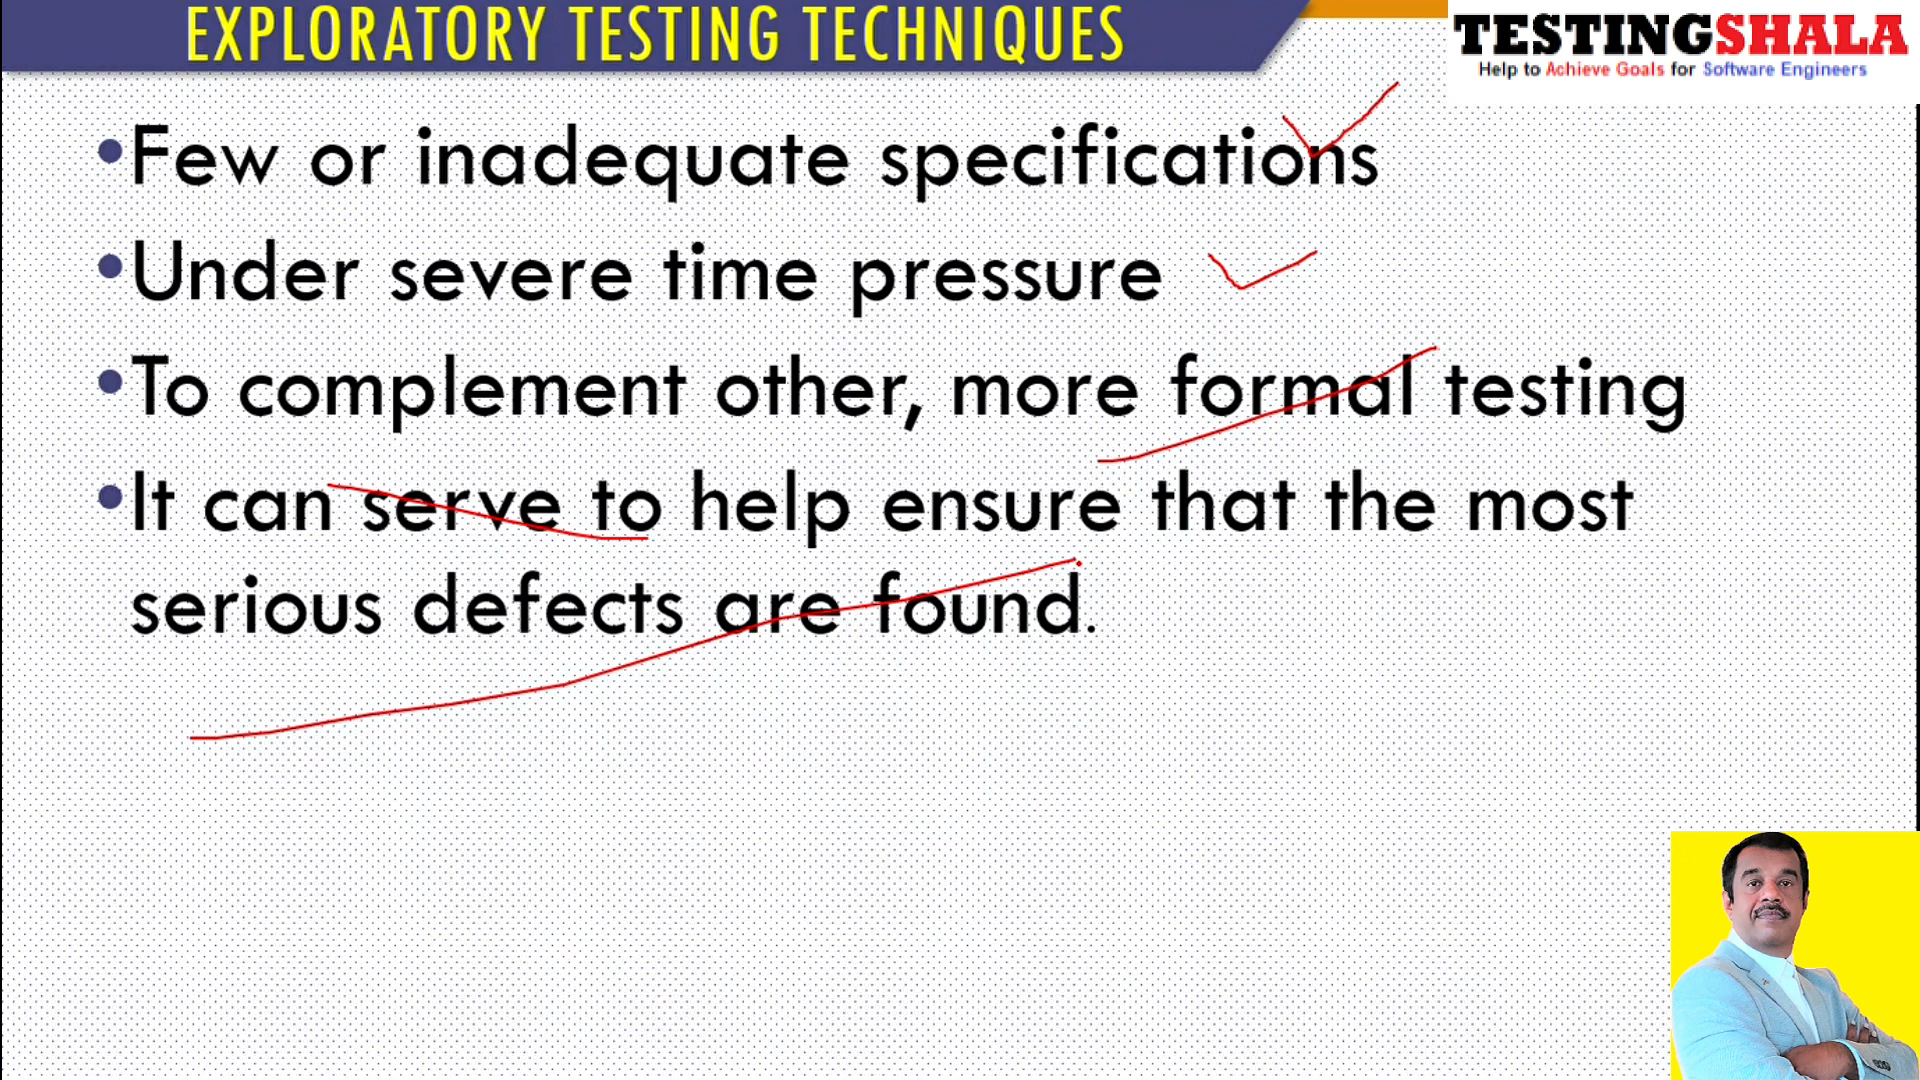 EXPLORATORY TESTING TECHNIQUES
TESTINGSHALA
Help to Achieve Goals for Software Engineers
•Few or inadequate specifications
•Under severe time pressure
•To complement other, more formal testing
•It can serve to help ensure that the most
serious defects are found.